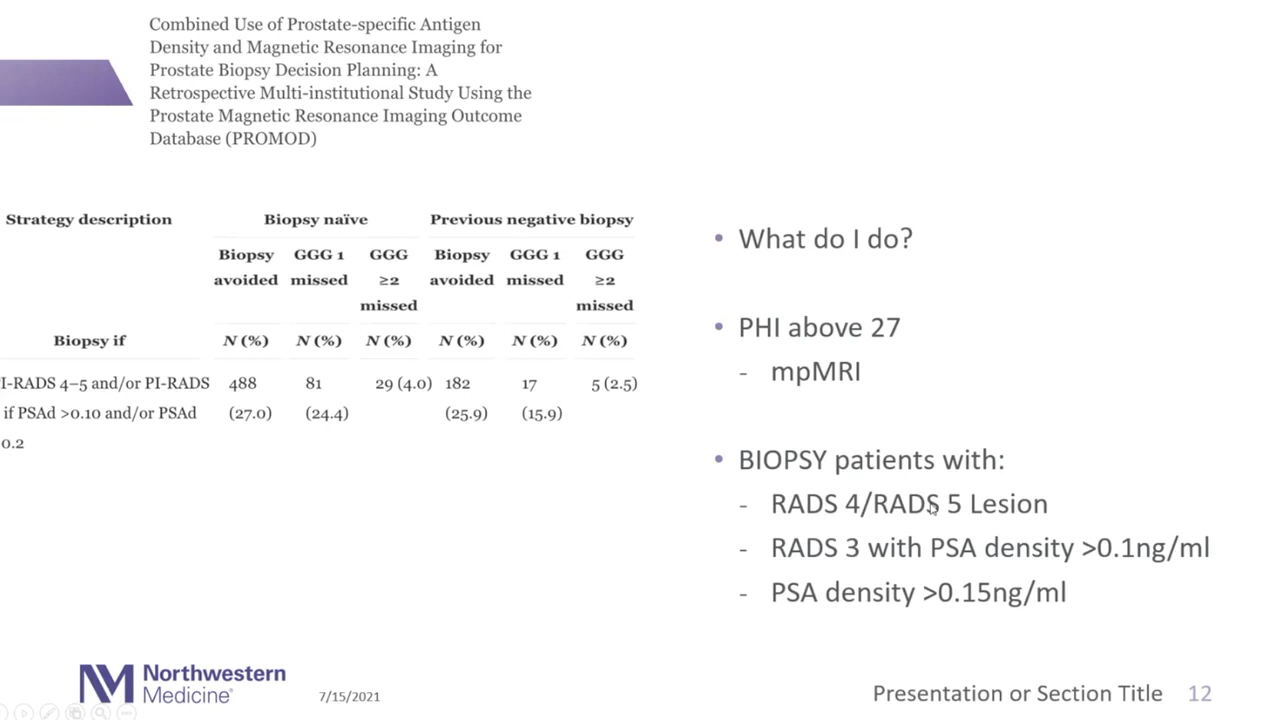 Combined Use of Prostate-specific Antigen
Density and Magnetic Resonance Imaging for
Prostate Biopsy Decision Planning: A
Retrospective Multi-institutional Study Using the
Prostate Magnetic Resonance Imaging Outcome
Database (PROMOD)
Strategy description Biopsy naïve Previous negative biopsy
Biopsy GGG 1 GGG Biopsy GGG 1 GGG
avoided missed ≥2 avoided missed ≥2
missed missed
Biopsy if N (%) N (%) N (%) N (%) N (%) N (%)
I-RADS 4–5 and/or PI-RADS 488 81 29 (4.0) 182 17 5 (2.5)
if PSAd >0.10 and/or PSAd (27.0) (24.4) (25.9) (15.9)
0.2
• What do I do?
• PHI above 27
- mpMRI
• BIOPSY patients with:
- RADS 4/RADS 5 Lesion
- RADS 3 with PSA density >0.1ng/ml
- PSA density >0.15ng/ml
Northwestern
Medicine®
7/15/2021
Presentation or Section Title 12